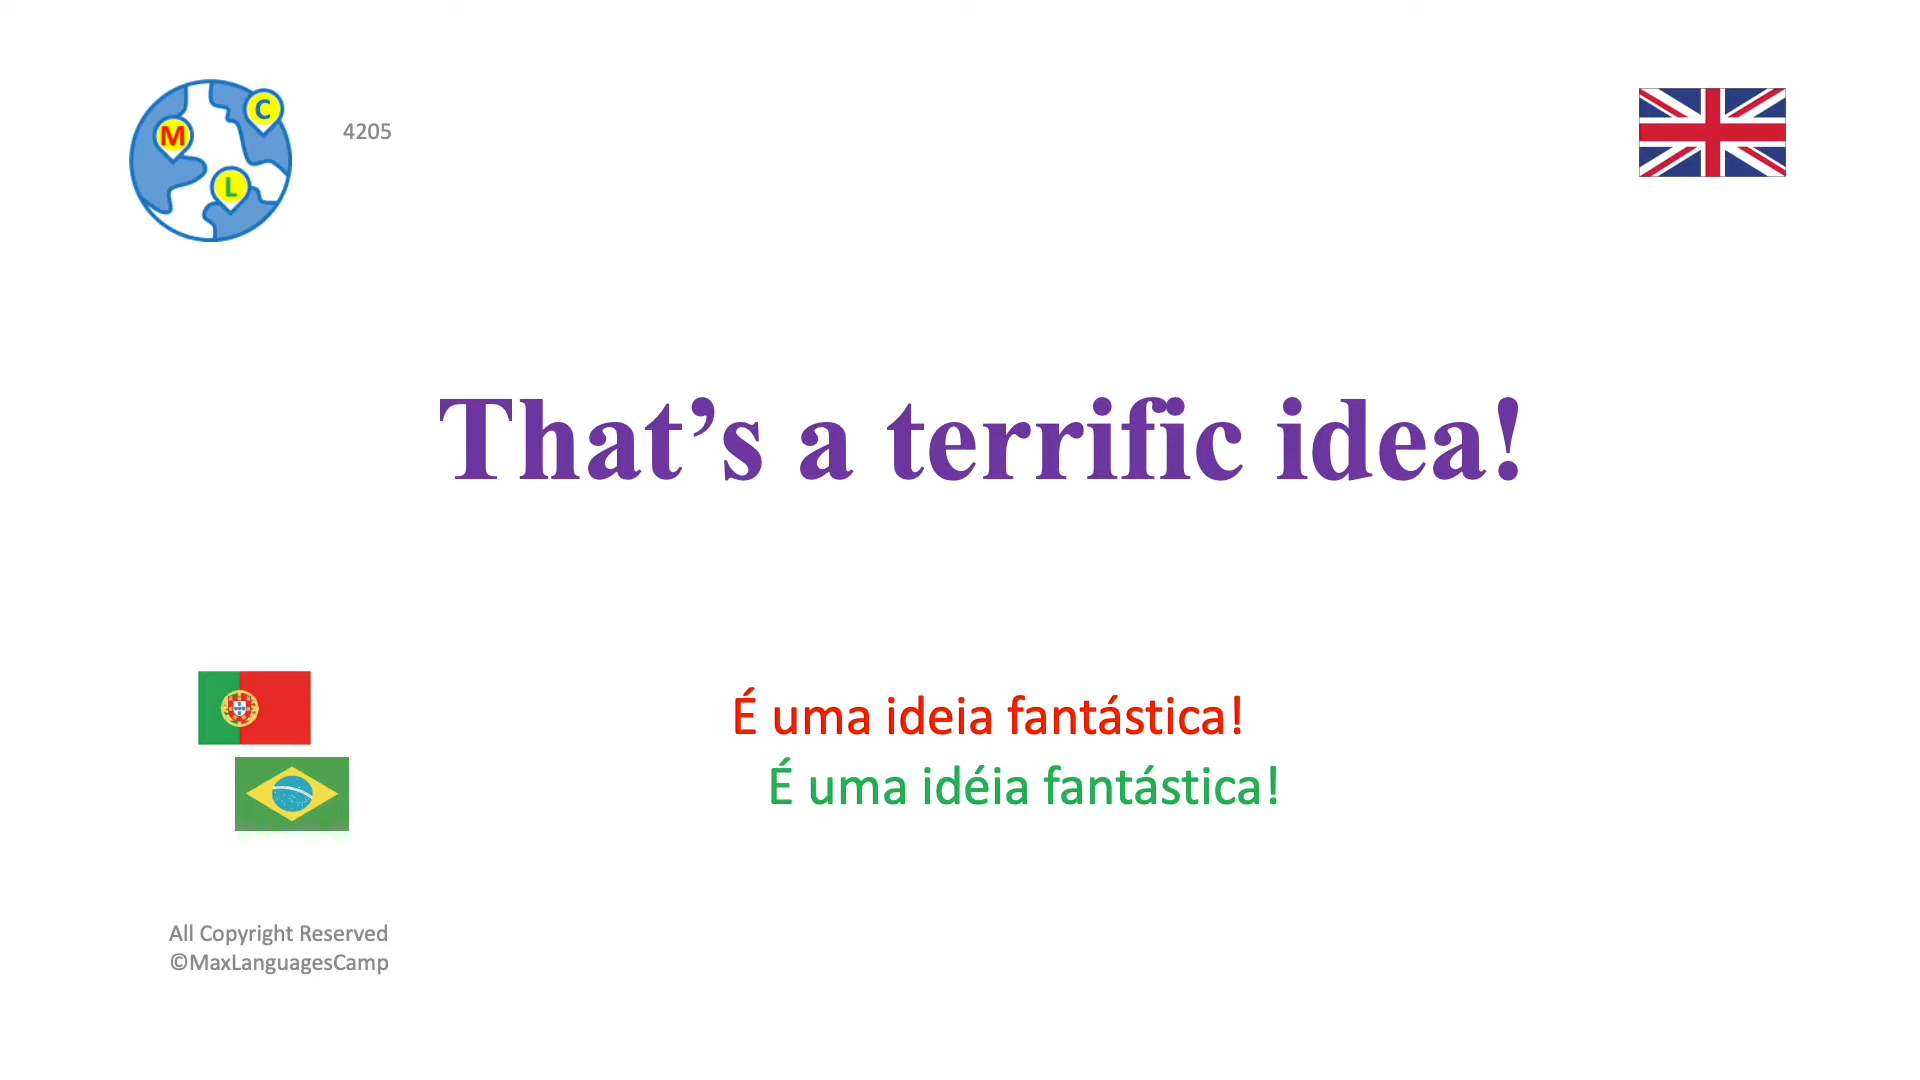 C
M
L
4205
That’s a terrific idea!
É uma ideia fantástica!
É uma idéia fantástica!
All Copyright Reserved
©MaxLanguagesCamp